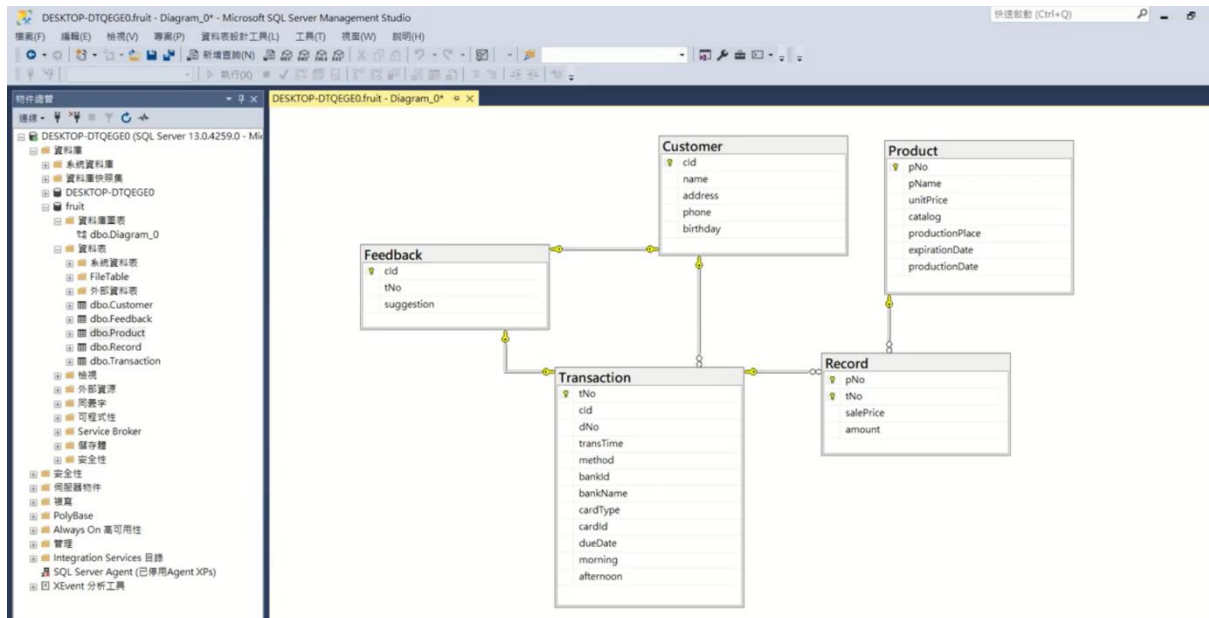 DESKTOP-DTQEGE0.fruit - Diagram_0* - Microsoft SQL Server Management Studio
快速啟動 (Ctrl+Q)
檔案(F) 編輯(E) 檢視(V) 專案(P) 資料表設計工具(L) 工具(T) 視窗(W) 說明(H)
新增查詢(N)
執行(X)
物件總管
DESKTOP-DTQEGE0.fruit - Diagram_0*
連線
DESKTOP-DTQEGE0 (SQL Server 13.0.4259.0 - Mic
資料庫
系統資料庫
資料庫快照集
DESKTOP-DTQEGE0
fruit
資料庫圖表
dbo.Diagram_0
資料表
系統資料表
FileTable
外部資料表
dbo.Customer
dbo.Feedback
dbo.Product
dbo.Record
dbo.Transaction
檢視
外部資源
同義字
可程式性
Service Broker
儲存體
安全性
安全性
伺服器物件
複寫
PolyBase
Always On 高可用性
管理
Integration Services 目錄
SQL Server Agent (已停用Agent XPs)
XEvent 分析工具
Customer
cId
name
address
phone
birthday
Product
pNo
pName
unitPrice
catalog
productionPlace
expirationDate
productionDate
Feedback
cId
tNo
suggestion
Transaction
tNo
cId
dNo
transTime
method
bankId
bankName
cardType
cardId
dueDate
morning
afternoon
Record
pNo
tNo
salePrice
amount